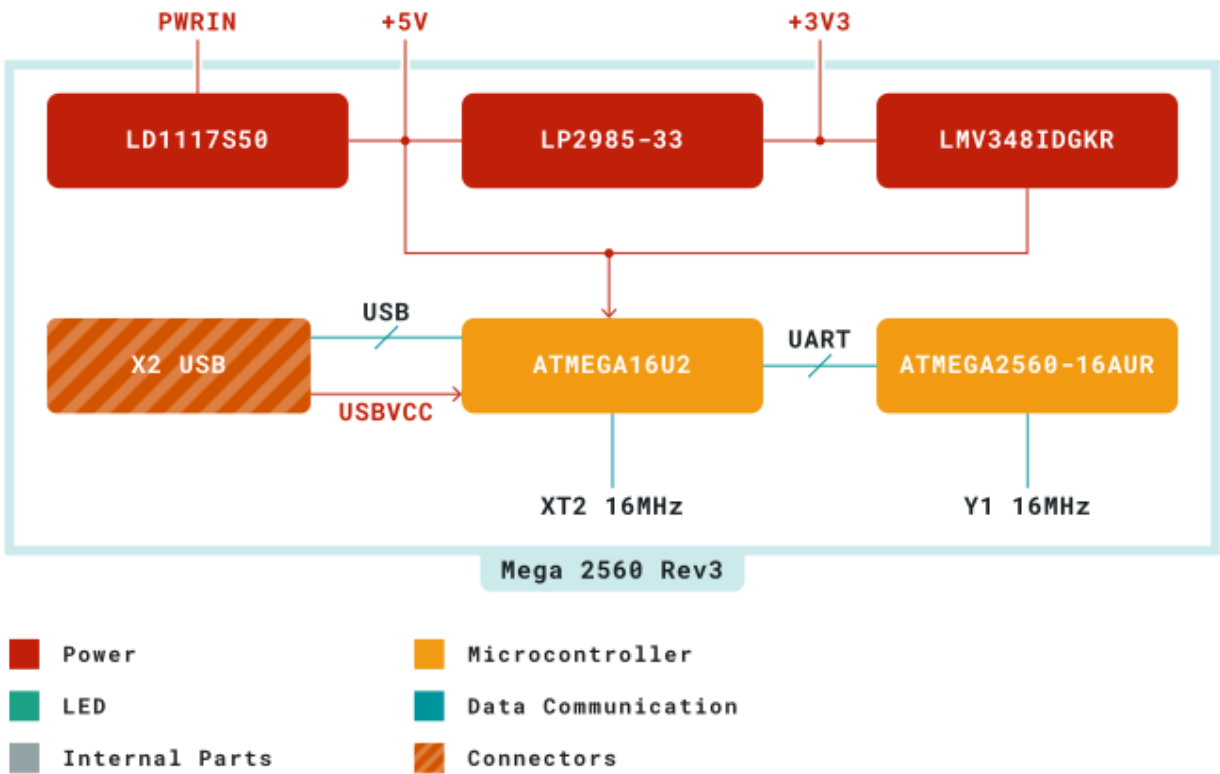 PWRIN +5V +3V3
LD1117S50 LP2985-33 LMV348IDGKR
USB
UART
X2 USB ATMEGA16U2 ATMEGA2560-16AUR
USBVCC
XT2 16MHz Y1 16MHz
Mega 2560 Rev3
Power Microcontroller
LED Data Communication
Internal Parts Connectors